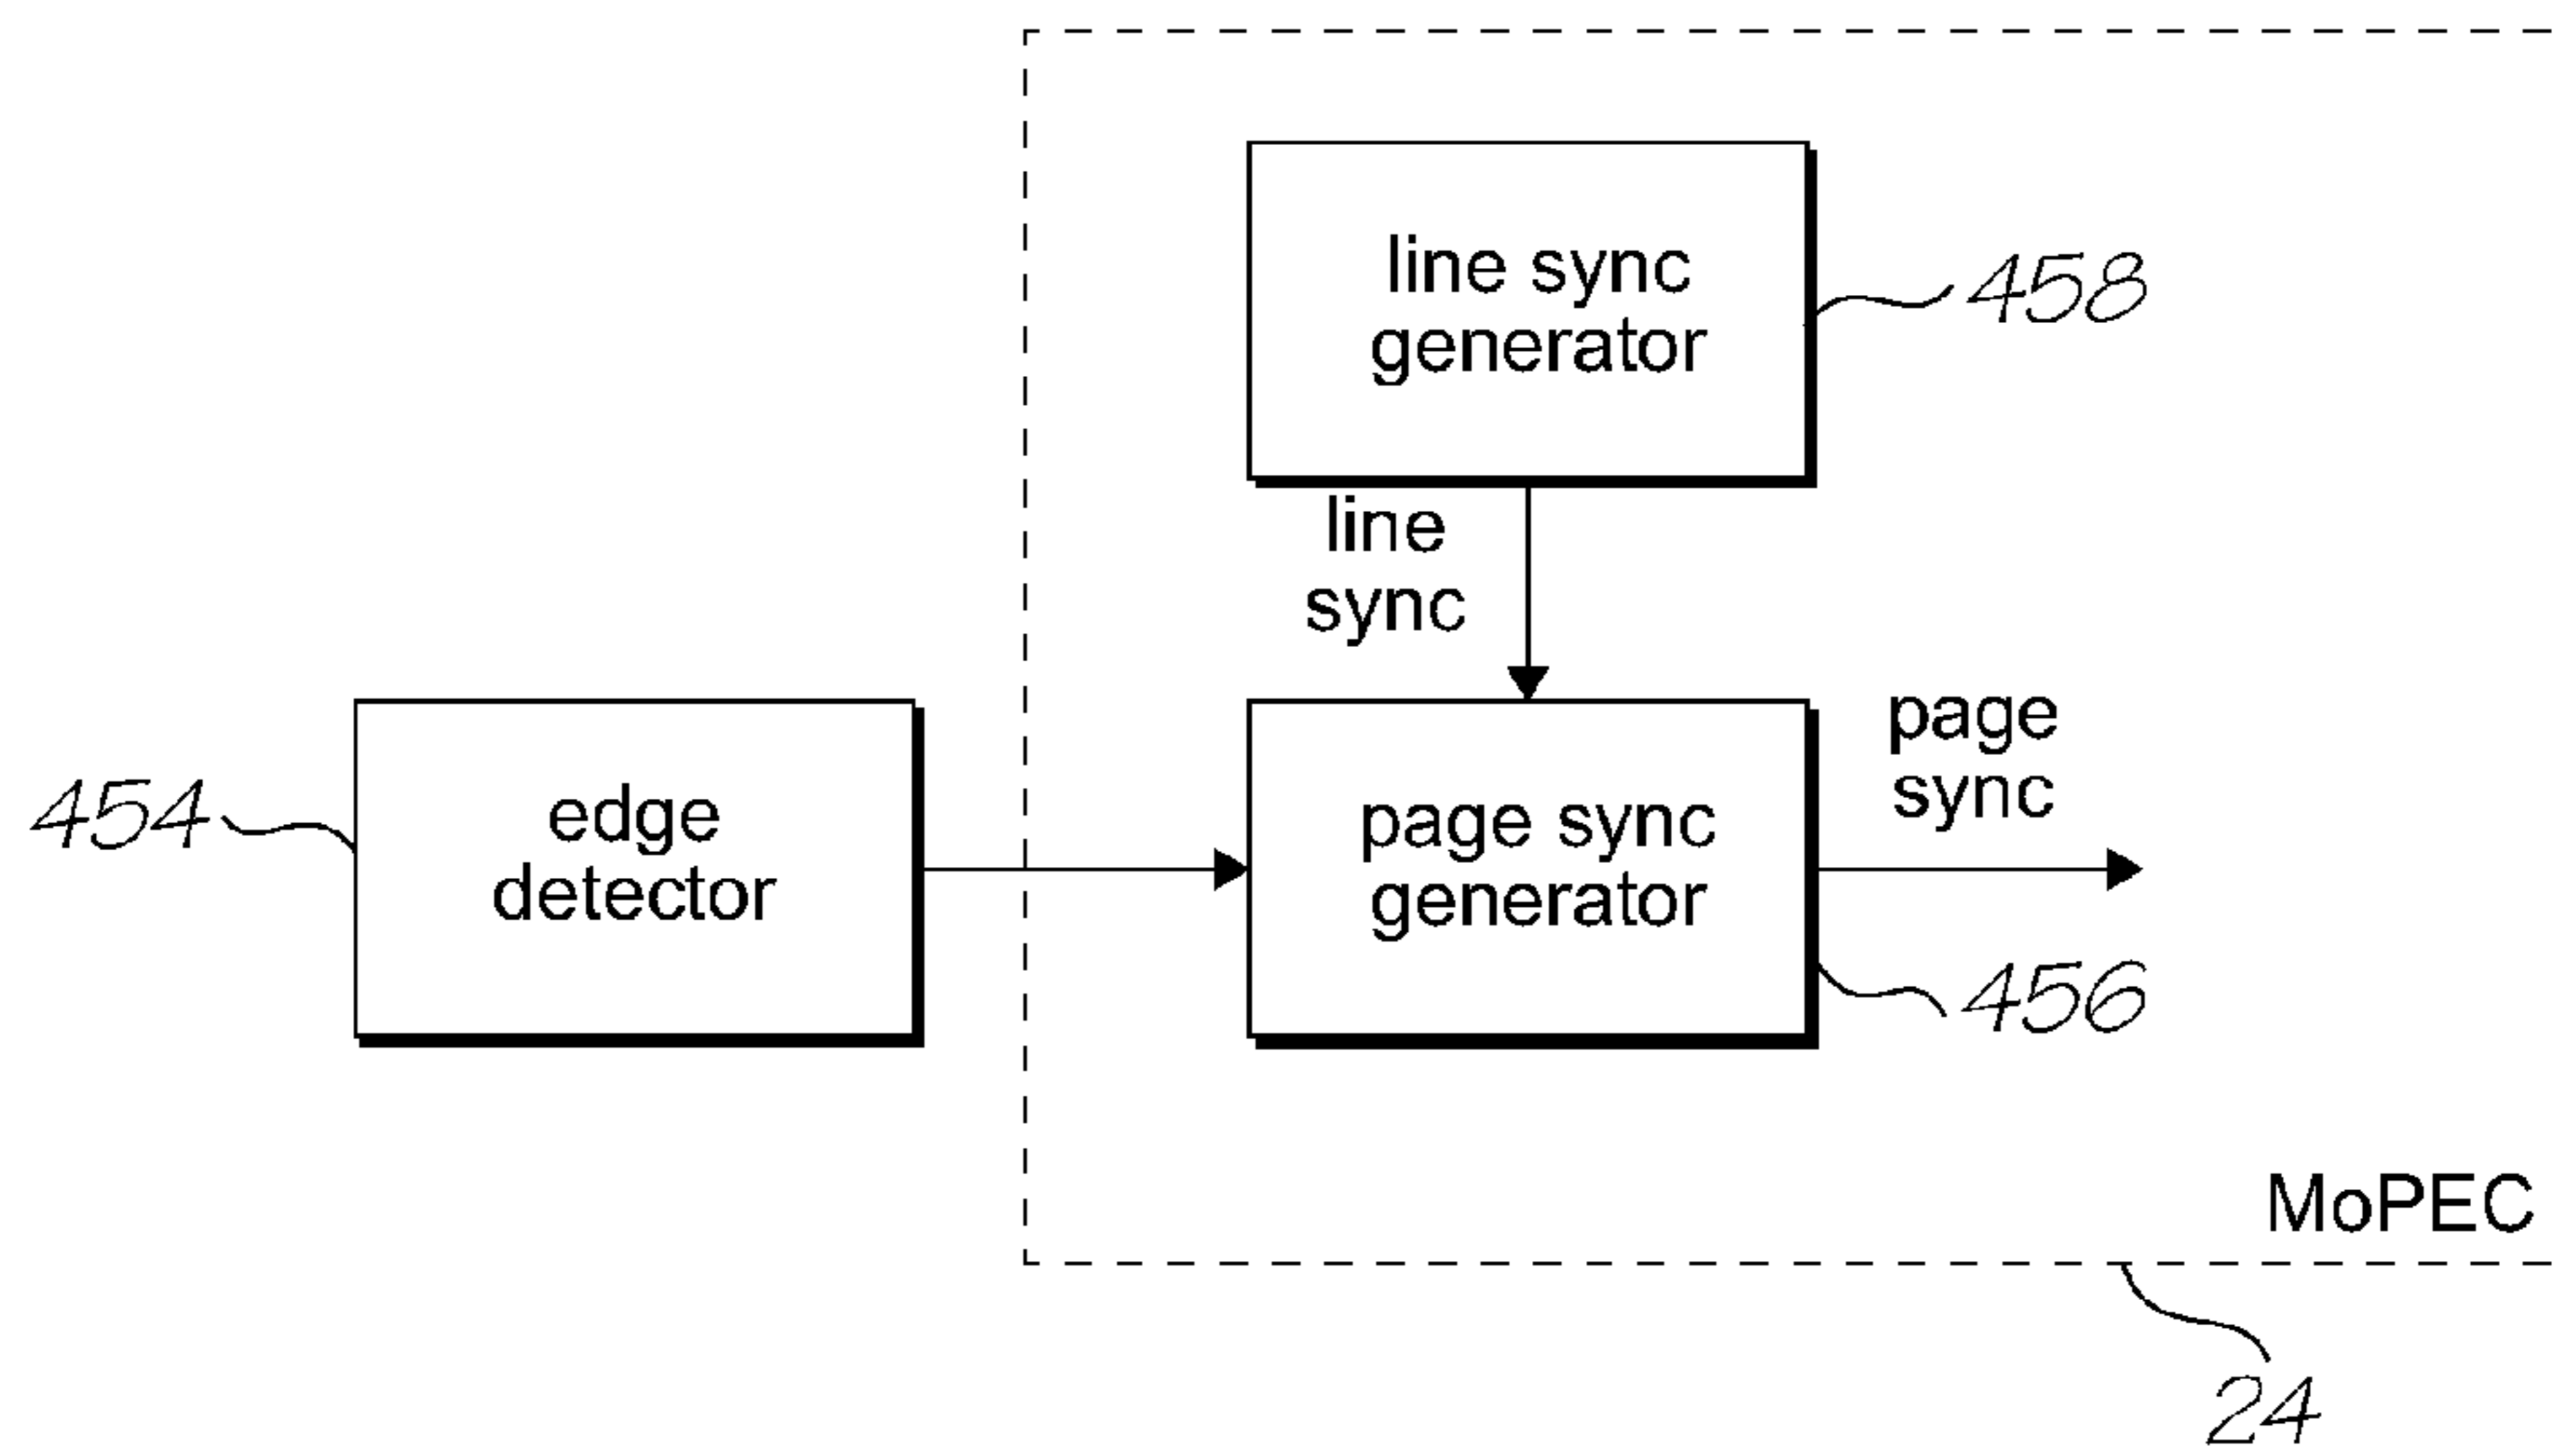 line sync
generator
458
line
sync
page
sync
454
edge
detector
page sync
generator
456
MoPEC
24